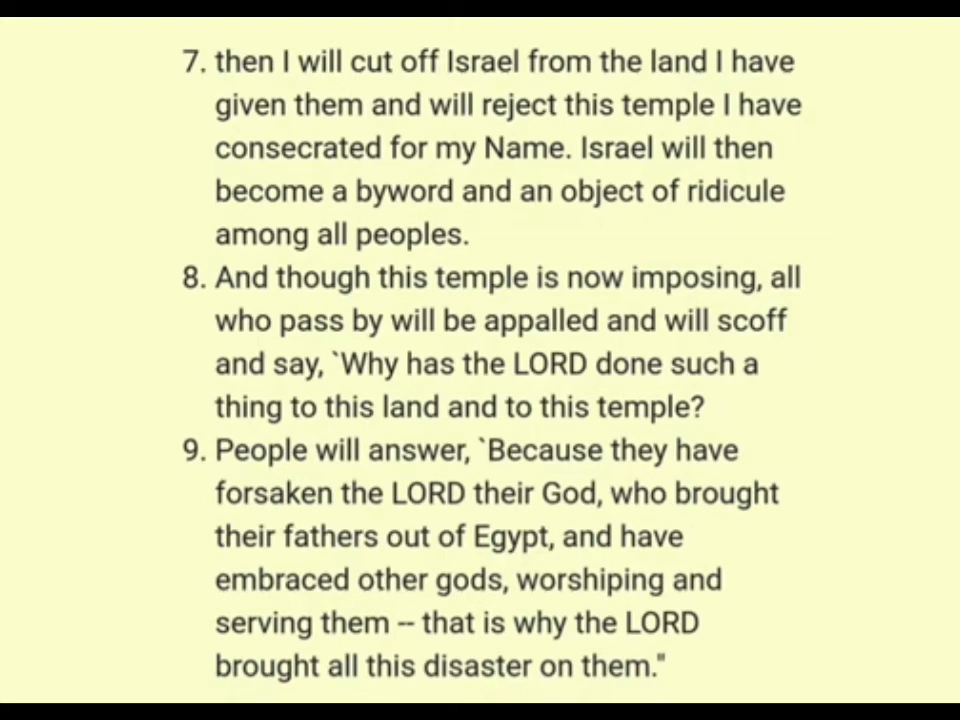 7. then I will cut off Israel from the land I have
given them and will reject this temple I have
consecrated for my Name. Israel will then
become a byword and an object of ridicule
among all peoples.
8. And though this temple is now imposing, all
who pass by will be appalled and will scoff
and say, `Why has the LORD done such a
thing to this land and to this temple?
9. People will answer, `Because they have
forsaken the LORD their God, who brought
their fathers out of Egypt, and have
embraced other gods, worshiping and
serving them -- that is why the LORD
brought all this disaster on them."